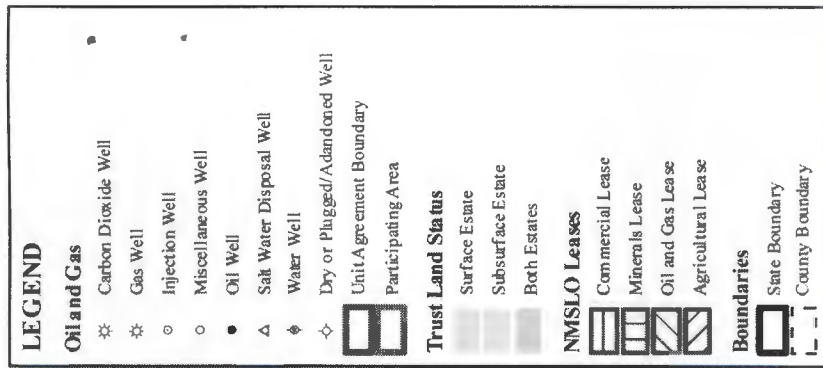 LEGEND
Oil and Gas
Carbon Dioxide Well
Gas Well
Injection Well
Miscellaneous Well
Oil Well
Salt Water Disposal Well
Water Well
Dry or Plugged/Adandoned Well
Unit Agreement Boundary
Participating Area
Trust Land Status
Surface Estate
Subsurface Estate
Both Estates
NMSLO Leases
Commercial Lease
Minerals Lease
Oil and Gas Lease
Agricultural Lease
Boundaries
State Boundary
County Boundary